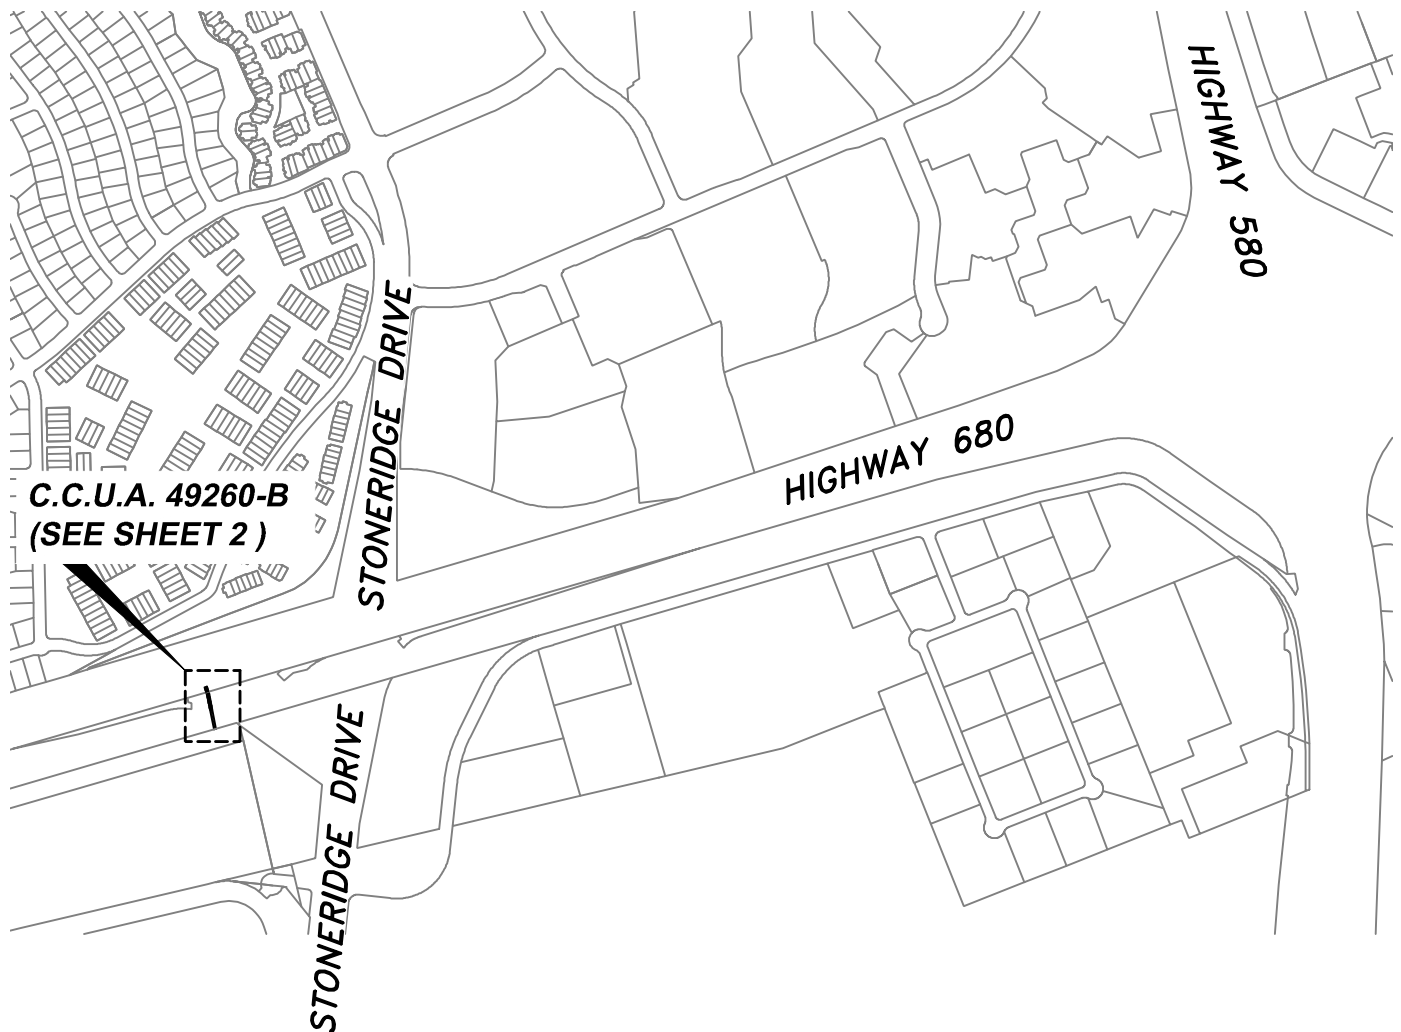 HIGHWAY 580
STONERIDGE DRIVE
HIGHWAY 680
C.C.U.A. 49260-B
(SEE SHEET 2 )
STONERIDGE DRIVE